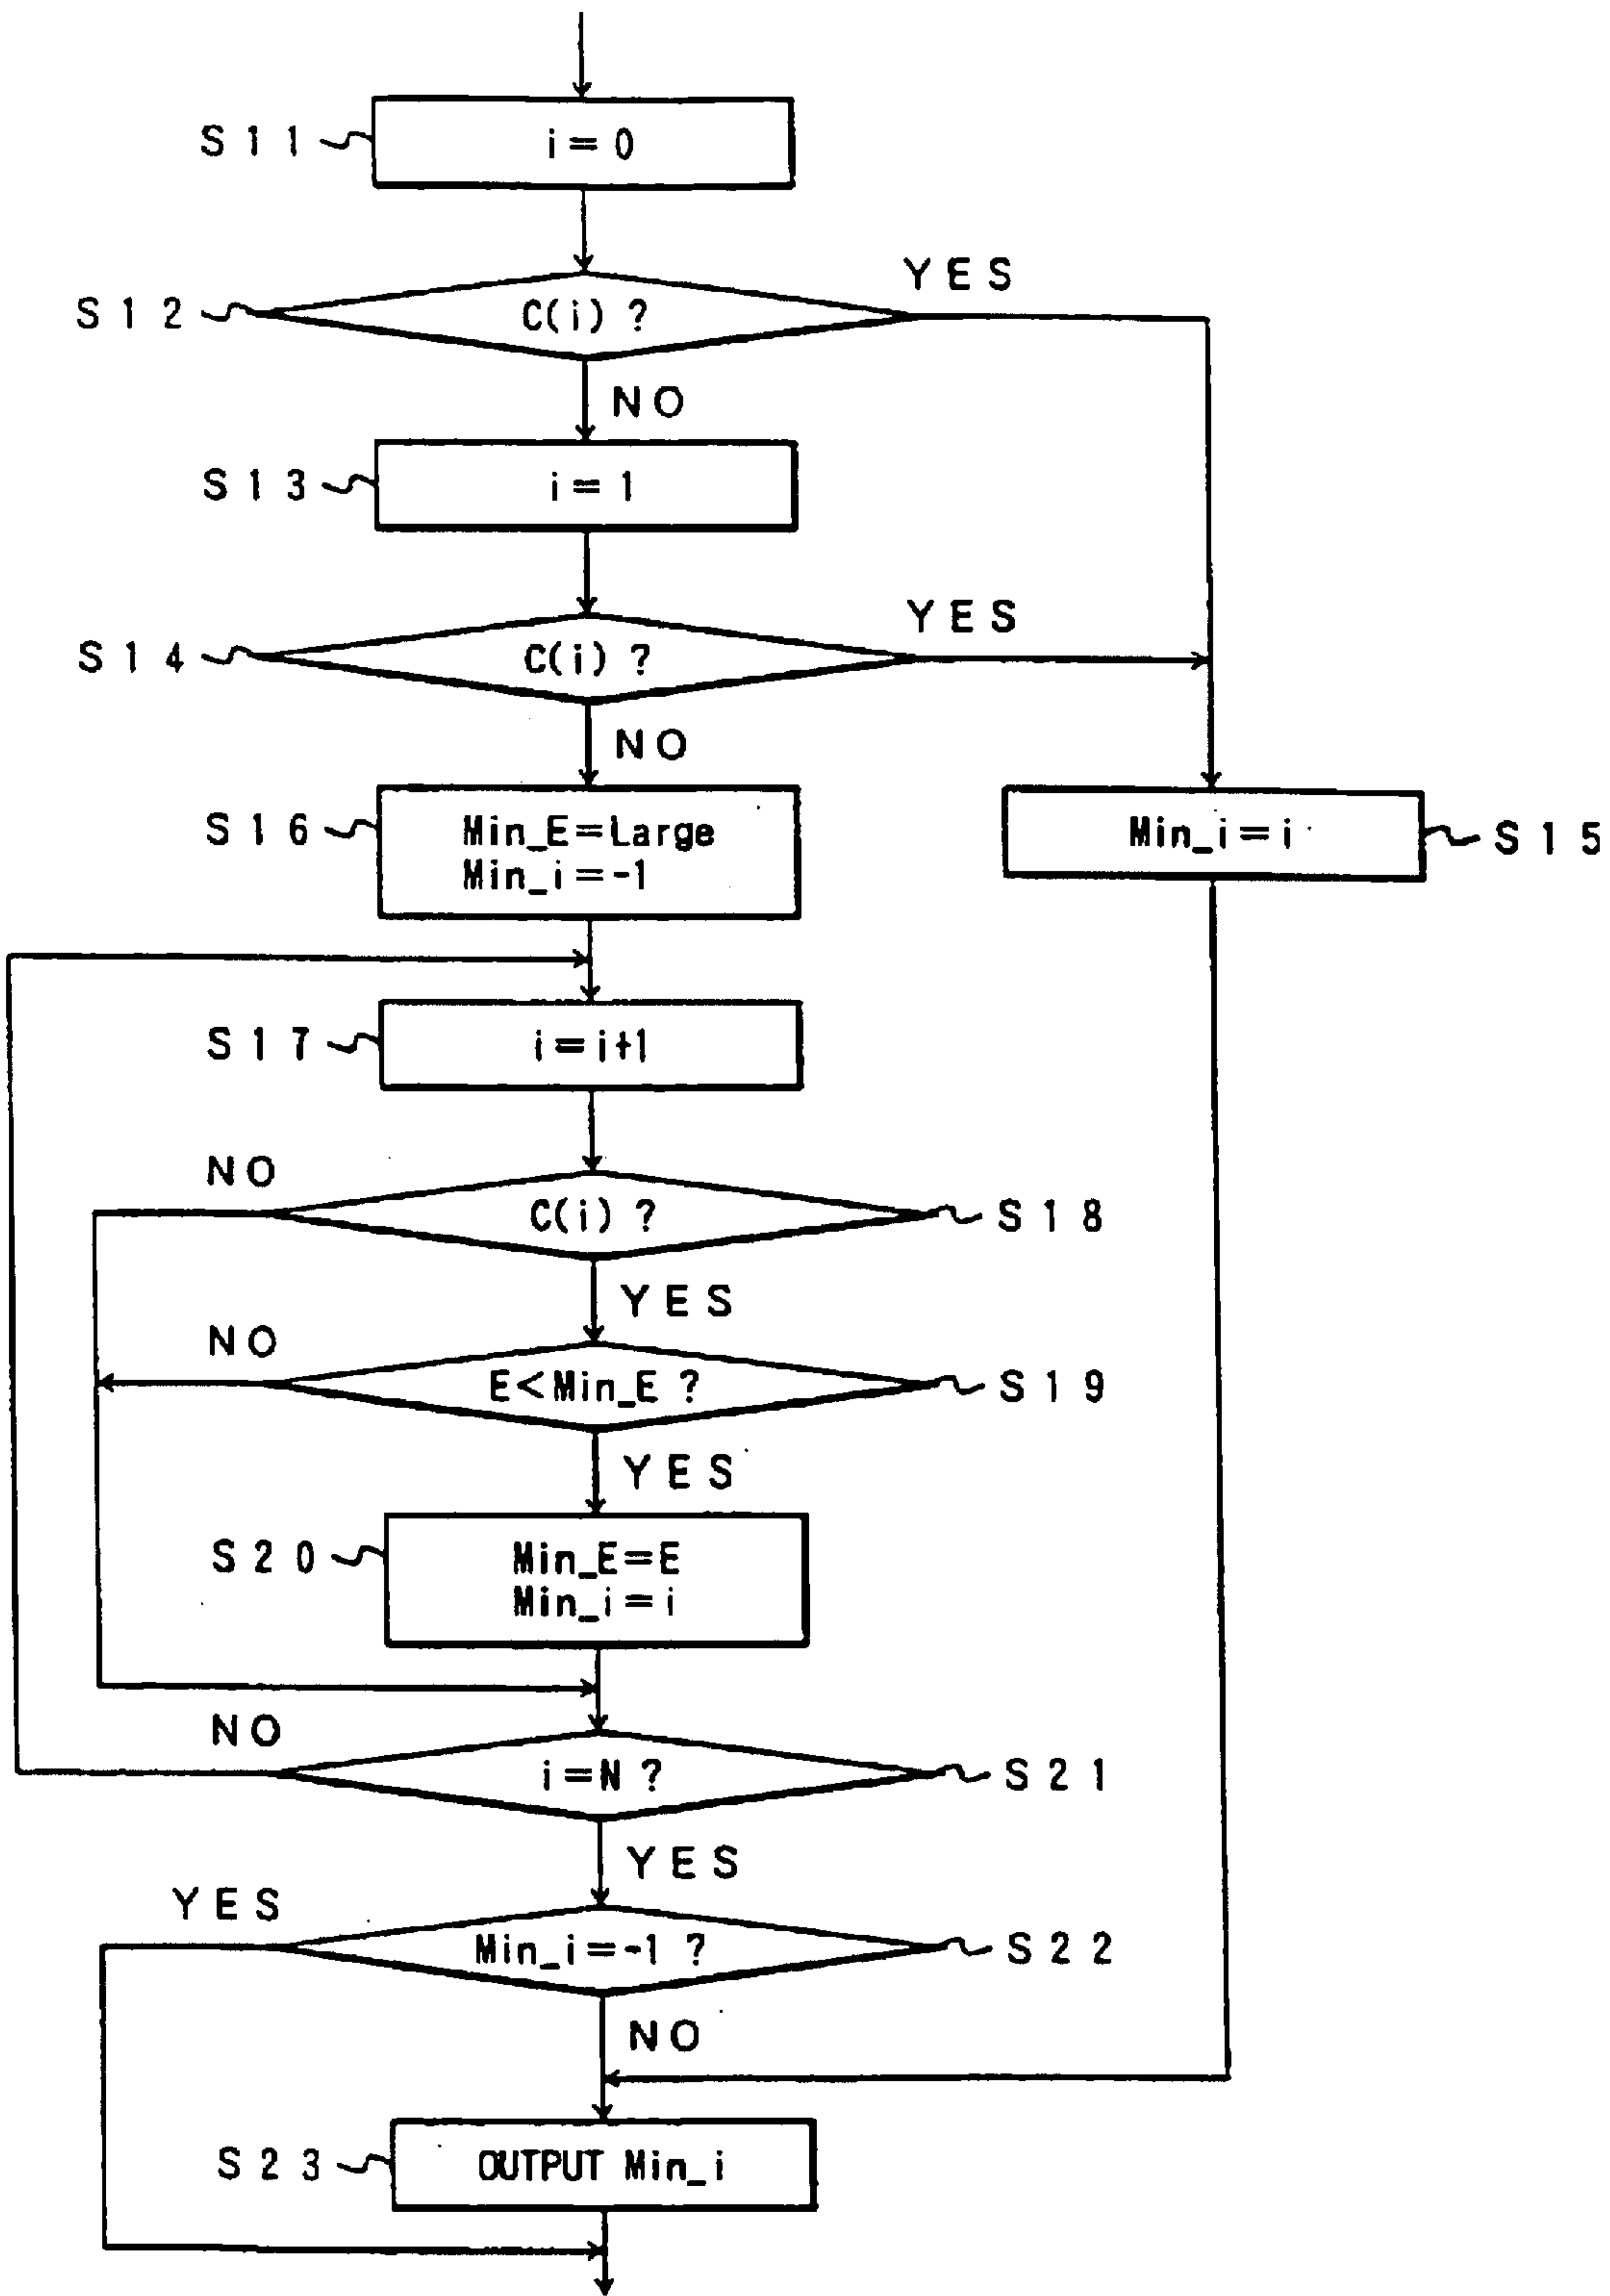 S11
i=0
S12
C(i) ?
YES
NO
S13
i=1
S14
C(i) ?
YES
NO
S16
Min_E=Large
Min_i=-1
Min_i=i
S15
S17
i=i+1
NO
C(i) ?
S18
YES
NO
E<Min_E ?
S19
YES
S20
Min_E=E
Min_i=i
NO
i=N ?
S21
YES
YES
Min_i=-1 ?
S22
NO
S23
OUTPUT Min_i